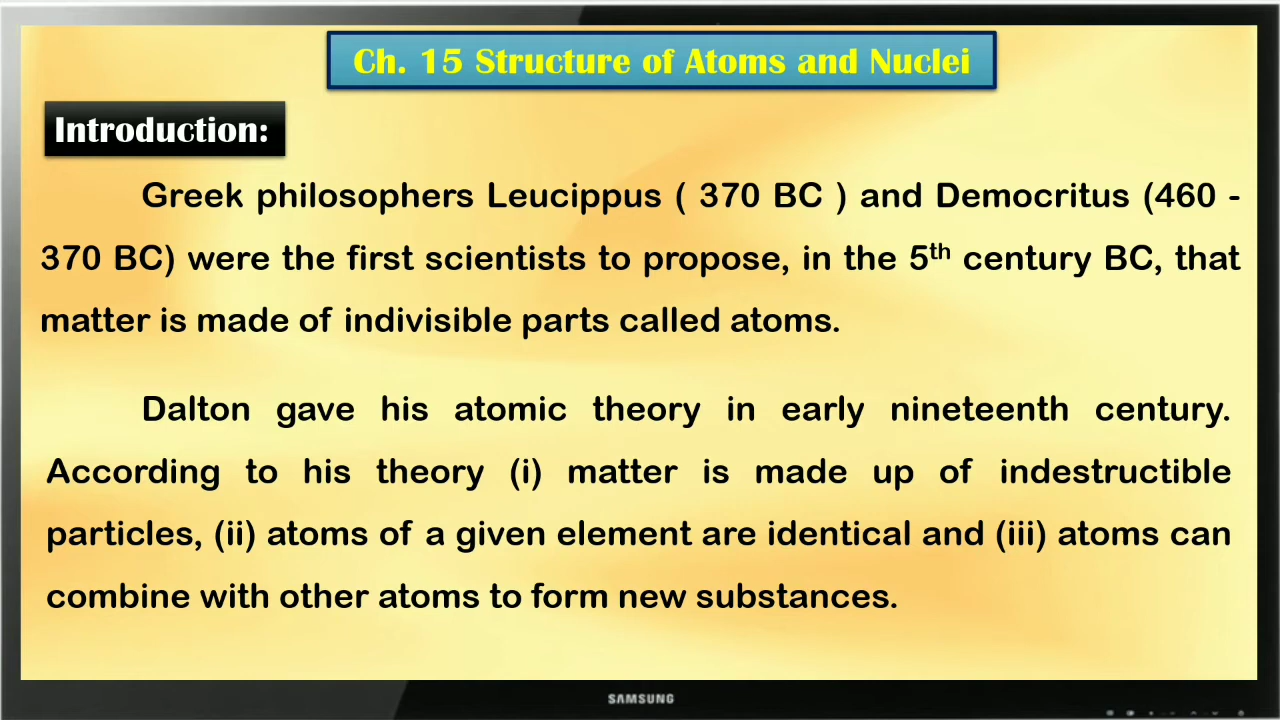 Ch. 15 Structure of Atoms and Nuclei
Introduction:
Greek philosophers Leucippus ( 370 BC ) and Democritus (460 -
370 BC) were the first scientists to propose, in the 5th century BC, that
matter is made of indivisible parts called atoms.
Dalton gave his atomic theory in early nineteenth century.
According to his theory (i) matter is made up of indestructible
particles, (ii) atoms of a given element are identical and (iii) atoms can
combine with other atoms to form new substances.
SAMSUNG